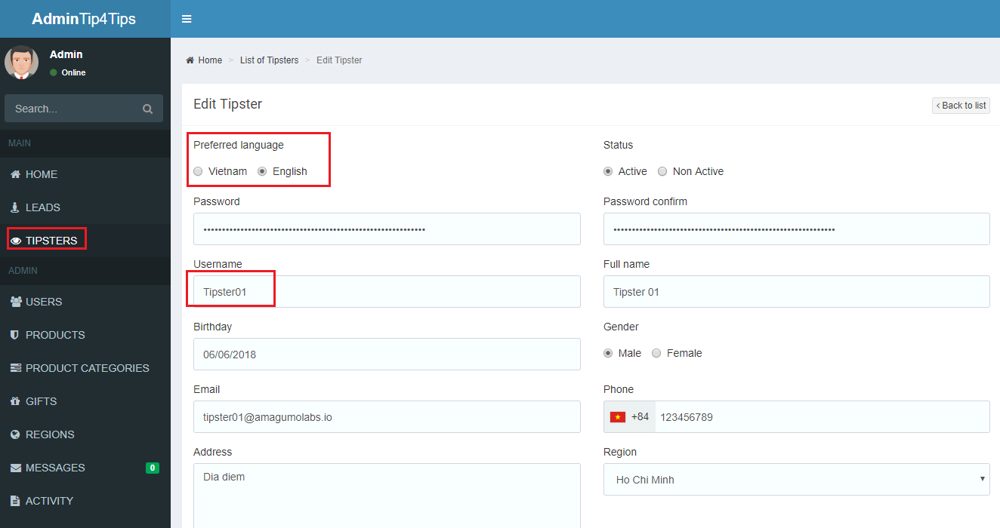 AdminTip4Tips
Admin
Online
Search...
MAIN
HOME
LEADS
TIPSTERS
ADMIN
USERS
PRODUCTS
PRODUCT CATEGORIES
GIFTS
REGIONS
MESSAGES 0
ACTIVITY
Home > List of Tipsters > Edit Tipster
Edit Tipster
‹ Back to list
Preferred language
Vietnam English
Status
Active Non Active
Password
••••••••••••••••••••••••••••••••••••••••••••••••••••••••••••
Password confirm
••••••••••••••••••••••••••••••••••••••••••••••••••••••••••••
Username
Tipster01
Full name
Tipster 01
Birthday
06/06/2018
Gender
Male Female
Email
tipster01@amagumolabs.io
Phone
+84 123456789
Address
Dia diem
Region
Ho Chi Minh